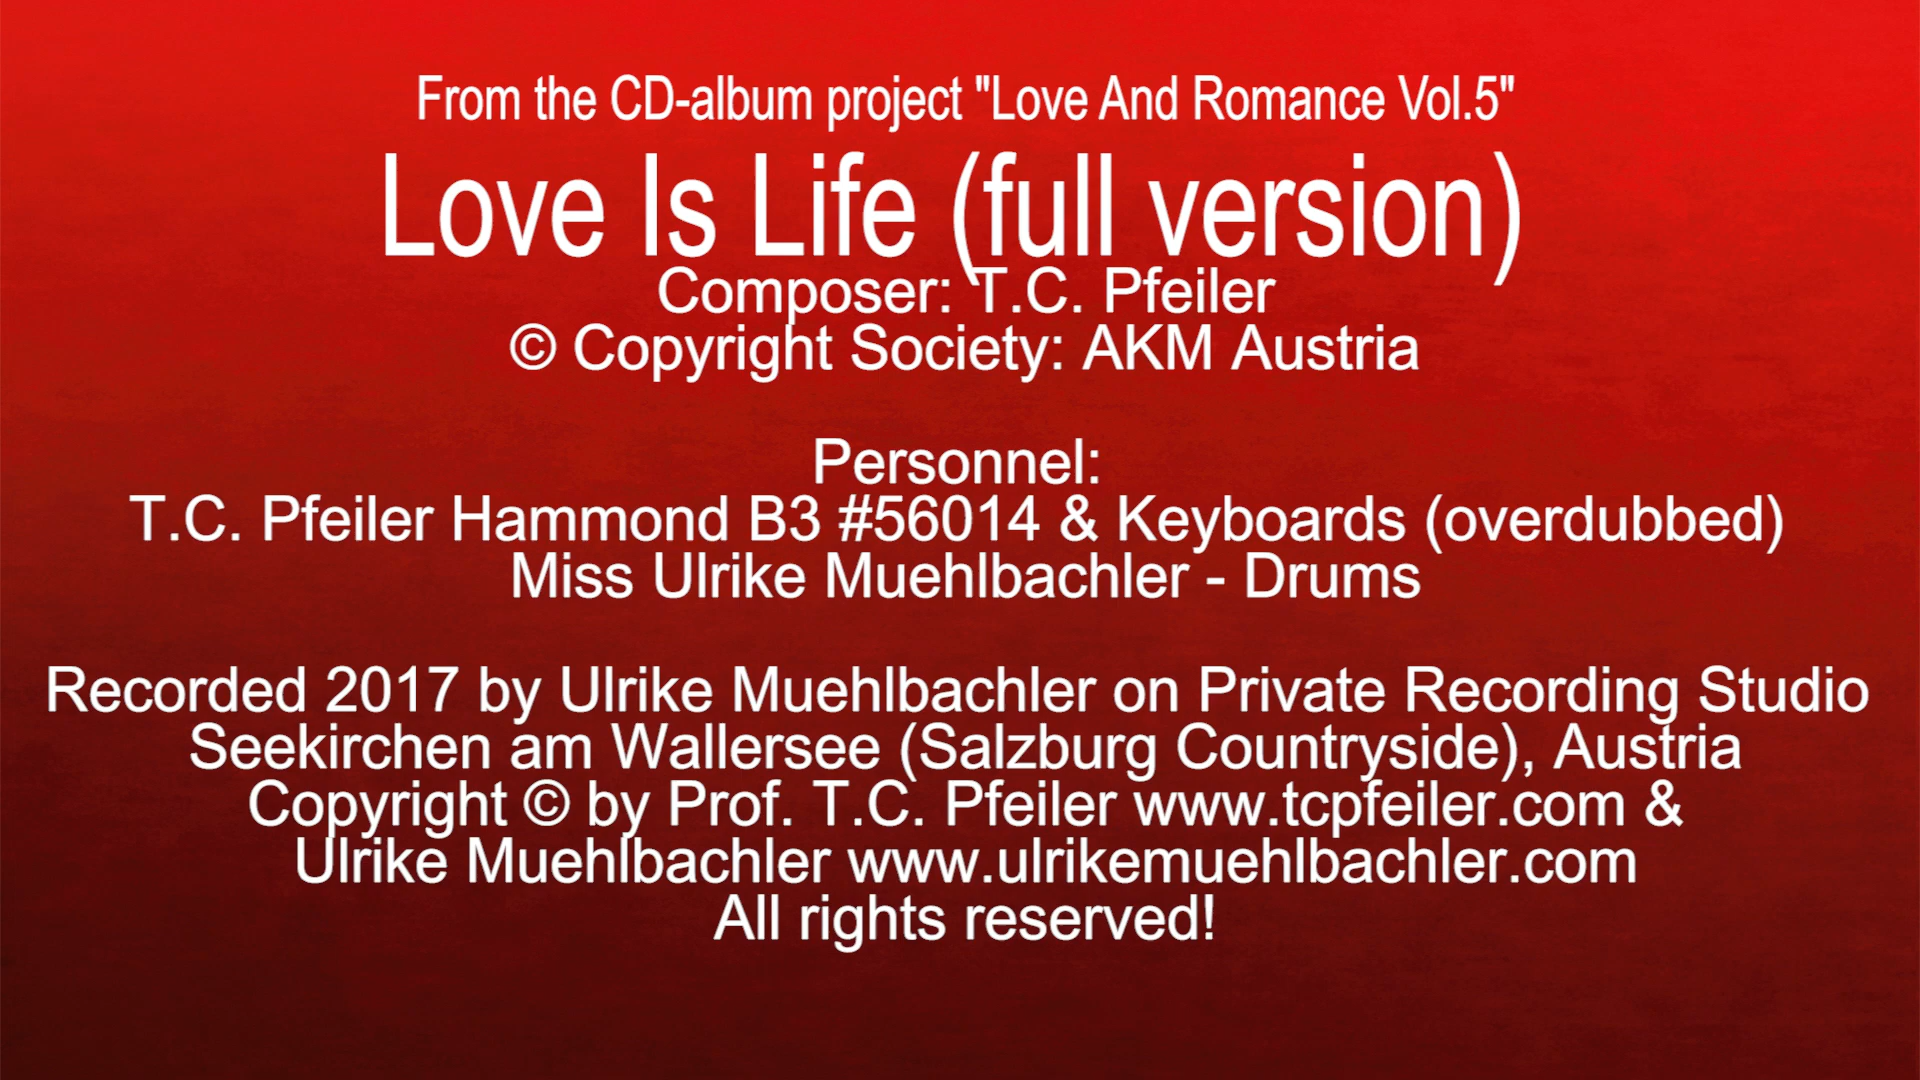 From the CD-album project "Love And Romance Vol.5"
Love Is Life (full version)
Composer: T.C. Pfeiler
© Copyright Society: AKM Austria
Personnel:
T.C. Pfeiler Hammond B3 #56014 & Keyboards (overdubbed)
Miss Ulrike Muehlbachler - Drums
Recorded 2017 by Ulrike Muehlbachler on Private Recording Studio
Seekirchen am Wallersee (Salzburg Countryside), Austria
Copyright © by Prof. T.C. Pfeiler www.tcpfeiler.com &
Ulrike Muehlbachler www.ulrikemuehlbachler.com
All rights reserved!